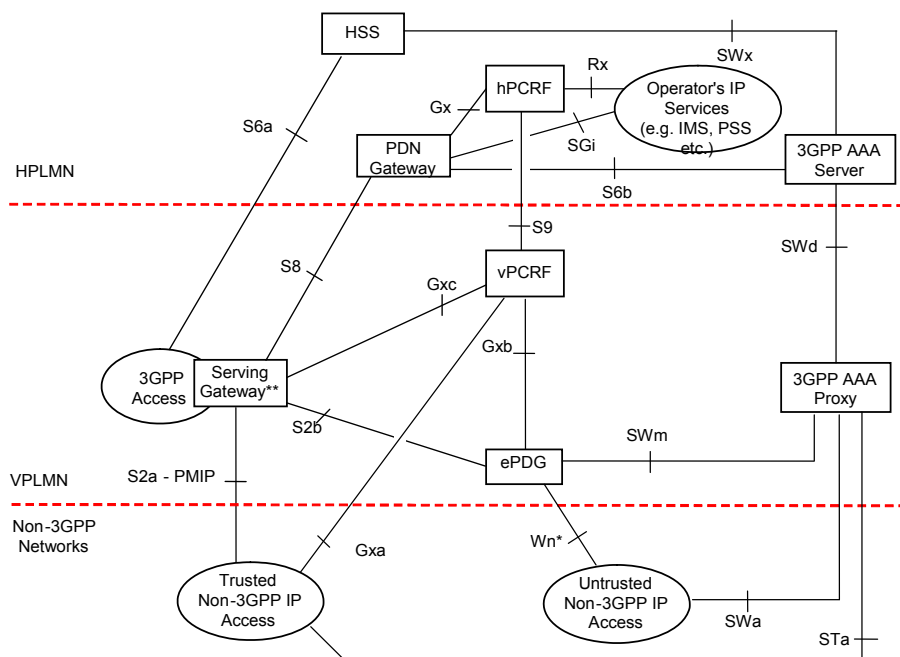 HSS
SWx
Rx
hPCRF
Operator's IP
Services
(e.g. IMS, PSS
etc.)
Gx
S6a
SGi
PDN
Gateway
3GPP AAA
Server
HPLMN
S6b
S9
SWd
S8
vPCRF
Gxc
Gxb
3GPP
Access
Serving
Gateway**
3GPP AAA
Proxy
S2b
SWm
ePDG
S2a - PMIP
VPLMN
Non-3GPP
Networks
Gxa
Wn*
Trusted
Non-3GPP IP
Access
Untrusted
Non-3GPP IP
Access
SWa
STa